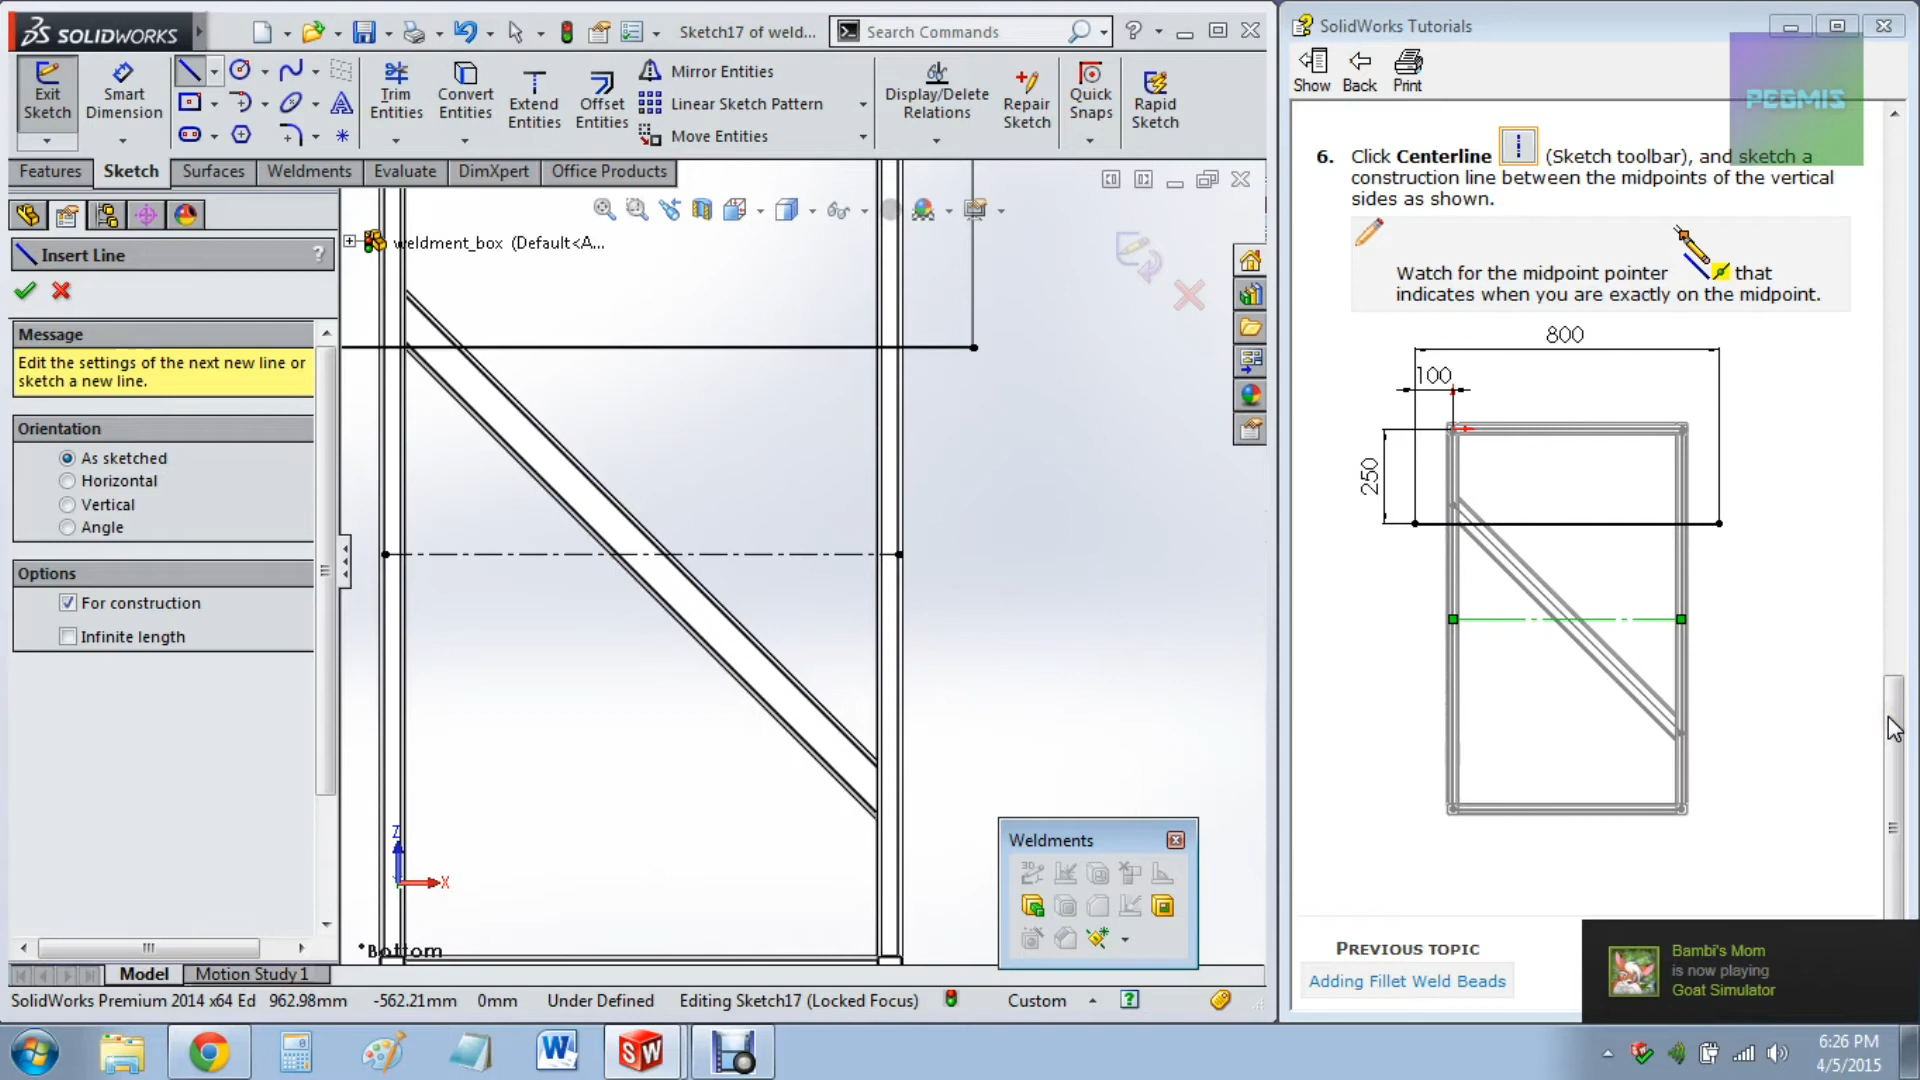 SOLIDWORKS
Sketch17 of weld...
Search Commands
Exit Sketch
Smart Dimension
Trim Entities
Convert Entities
Extend Entities
Offset Entities
Mirror Entities
Linear Sketch Pattern
Move Entities
Display/Delete Relations
Repair Sketch
Quick Snaps
Rapid Sketch
Features
Sketch
Surfaces
Weldments
Evaluate
DimXpert
Office Products
weldment_box (Default<A...
Insert Line
?
Message
Edit the settings of the next new line or
sketch a new line.
Orientation
As sketched
Horizontal
Vertical
Angle
Options
For construction
Infinite length
Z
X
*Bottom
Weldments
Model
Motion Study 1
SolidWorks Premium 2014 x64 Ed
962.98mm
-562.21mm
0mm
Under Defined
Editing Sketch17 (Locked Focus)
Custom
SolidWorks Tutorials
Show
Back
Print
PEGMIS
6. Click Centerline (Sketch toolbar), and sketch a
construction line between the midpoints of the vertical
sides as shown.
Watch for the midpoint pointer that
indicates when you are exactly on the midpoint.
800
100
250
PREVIOUS TOPIC
Adding Fillet Weld Beads
Bambi's Mom
is now playing
Goat Simulator
6:26 PM
4/5/2015